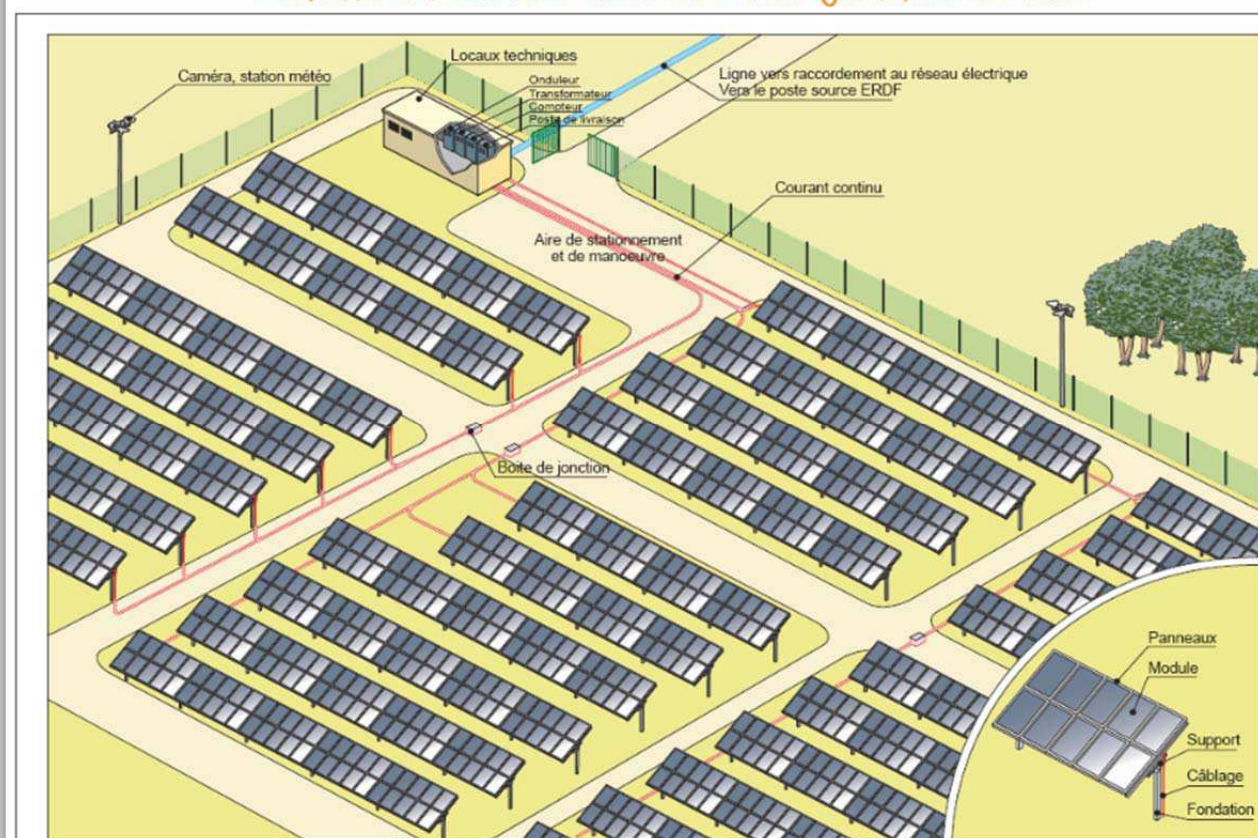 Locaux techniques
Caméra, station météo
Onduleur
Transformateur
Compteur
Poste de livraison
Ligne vers raccordement au réseau électrique
Vers le poste source ERDF
Courant continu
Aire de stationnement
et de manoeuvre
Boite de jonction
Panneaux
Module
Support
Câblage
Fondation